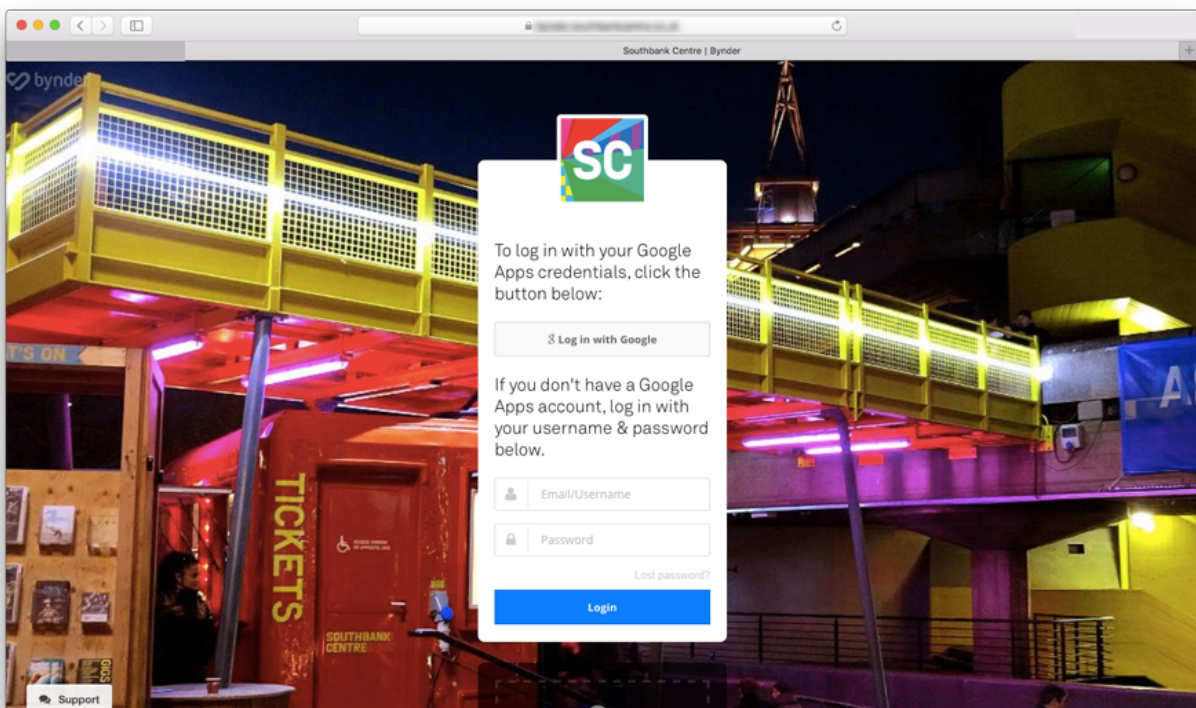 Southbank Centre | Bynder
bynder
SC
To log in with your Google
Apps credentials, click the
button below:
Log in with Google
If you don't have a Google
Apps account, log in with
your username & password
below.
Email/Username
Password
Lost password?
Login
T'S ON
TICKETS
SOUTHBANK
CENTRE
GIGS
A
Support